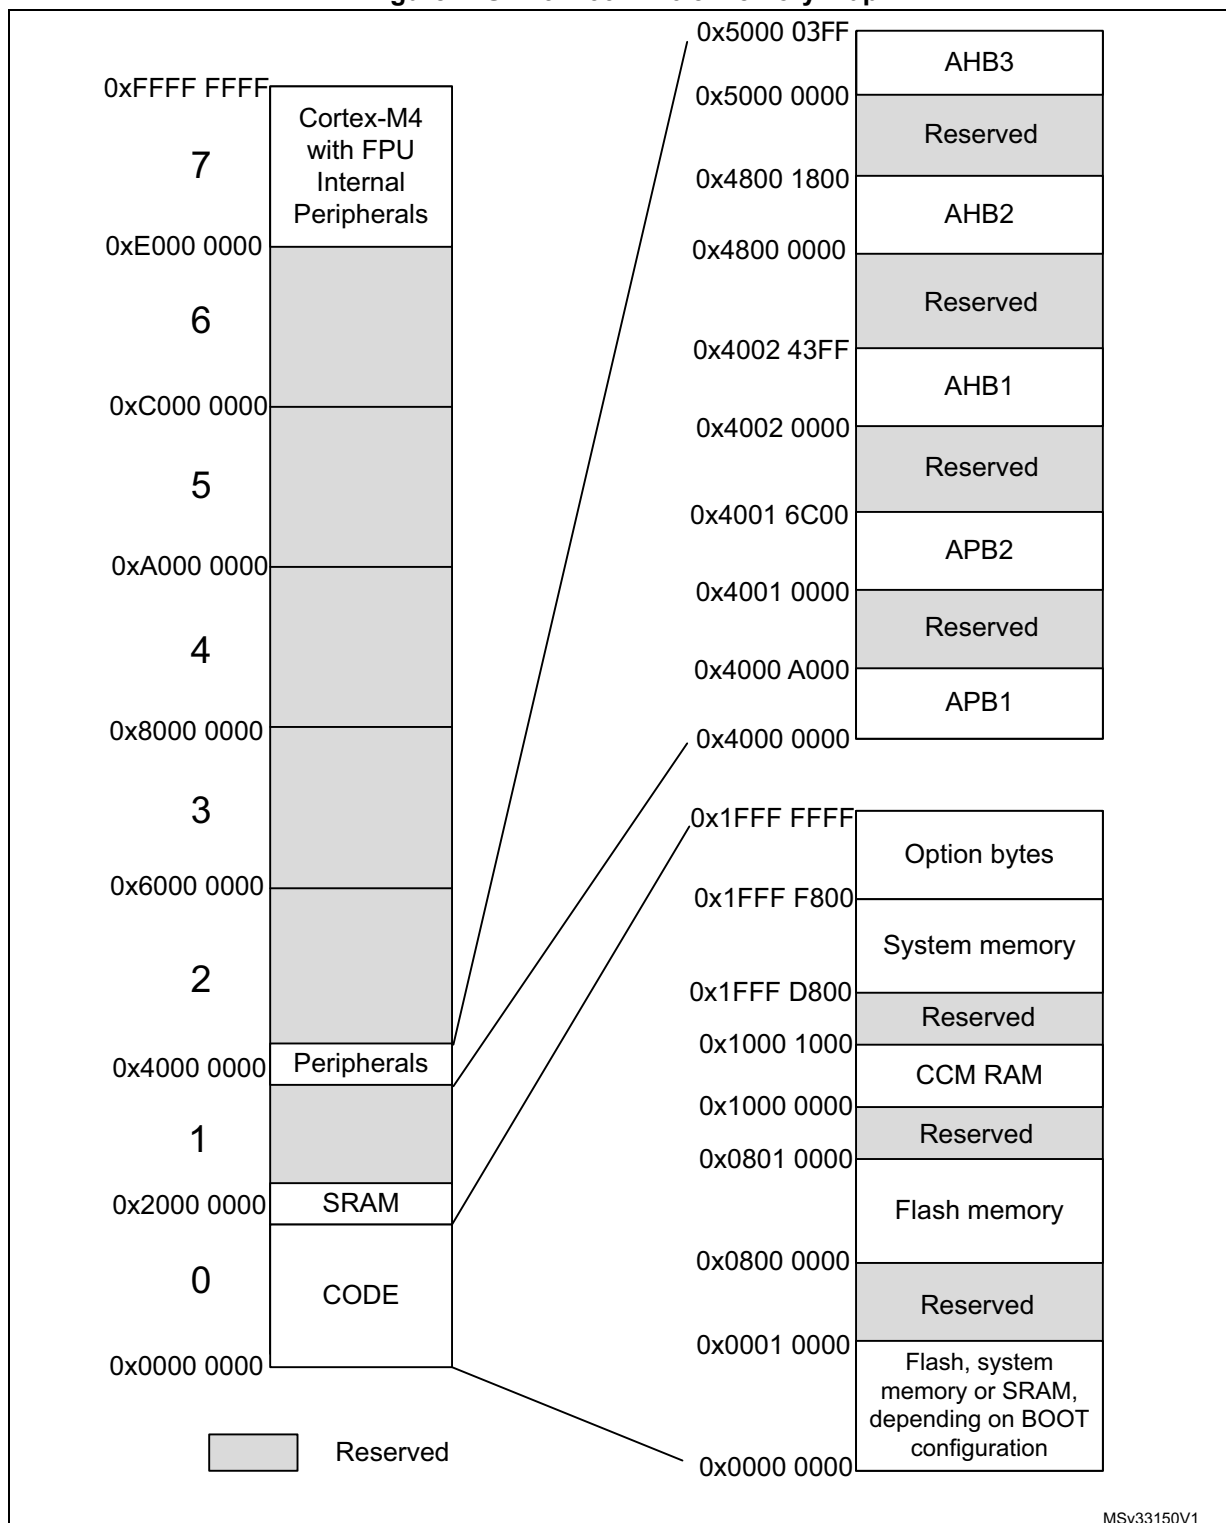 0xFFFF FFFF
Cortex-M4
with FPU
Internal
Peripherals
7
0xE000 0000
6
0xC000 0000
5
0xA000 0000
4
0x8000 0000
3
0x6000 0000
2
0x4000 0000
Peripherals
1
0x2000 0000
SRAM
0
CODE
0x0000 0000
Reserved
0x5000 03FF
AHB3
0x5000 0000
Reserved
0x4800 1800
AHB2
0x4800 0000
Reserved
0x4002 43FF
AHB1
0x4002 0000
Reserved
0x4001 6C00
APB2
0x4001 0000
Reserved
0x4000 A000
APB1
0x4000 0000
0x1FFF FFFF
Option bytes
0x1FFF F800
System memory
0x1FFF D800
Reserved
0x1000 1000
CCM RAM
0x1000 0000
Reserved
0x0801 0000
Flash memory
0x0800 0000
Reserved
0x0001 0000
Flash, system
memory or SRAM,
depending on BOOT
configuration
0x0000 0000
MSv33150V1